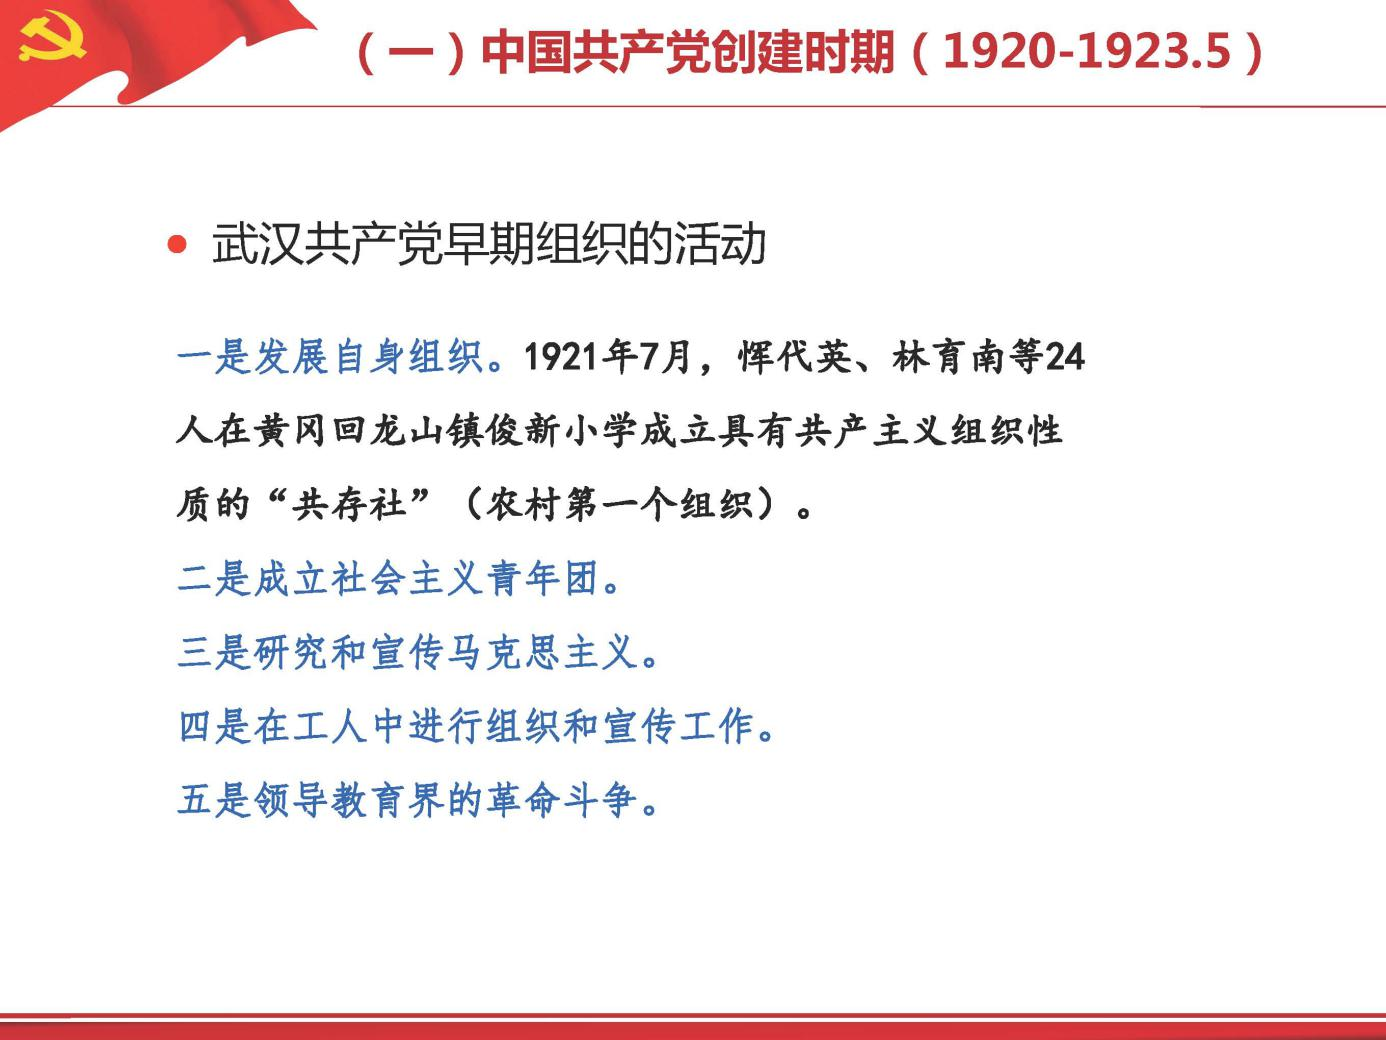 （一）中国共产党创建时期（1920-1923.5）
武汉共产党早期组织的活动
一是发展自身组织。1921年7月，恽代英、林育南等24
人在黄冈回龙山镇俊新小学成立具有共产主义组织性
质的“共存社”（农村第一个组织）。
二是成立社会主义青年团。
三是研究和宣传马克思主义。
四是在工人中进行组织和宣传工作。
五是领导教育界的革命斗争。